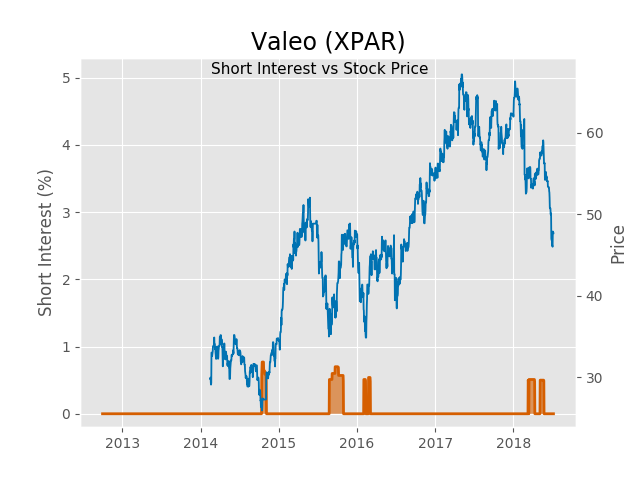 Valeo (XPAR)
Short Interest vs Stock Price
Short Interest (%)
5
4
3
2
1
0
60
50
40
30
Price
2013 2014 2015 2016 2017 2018